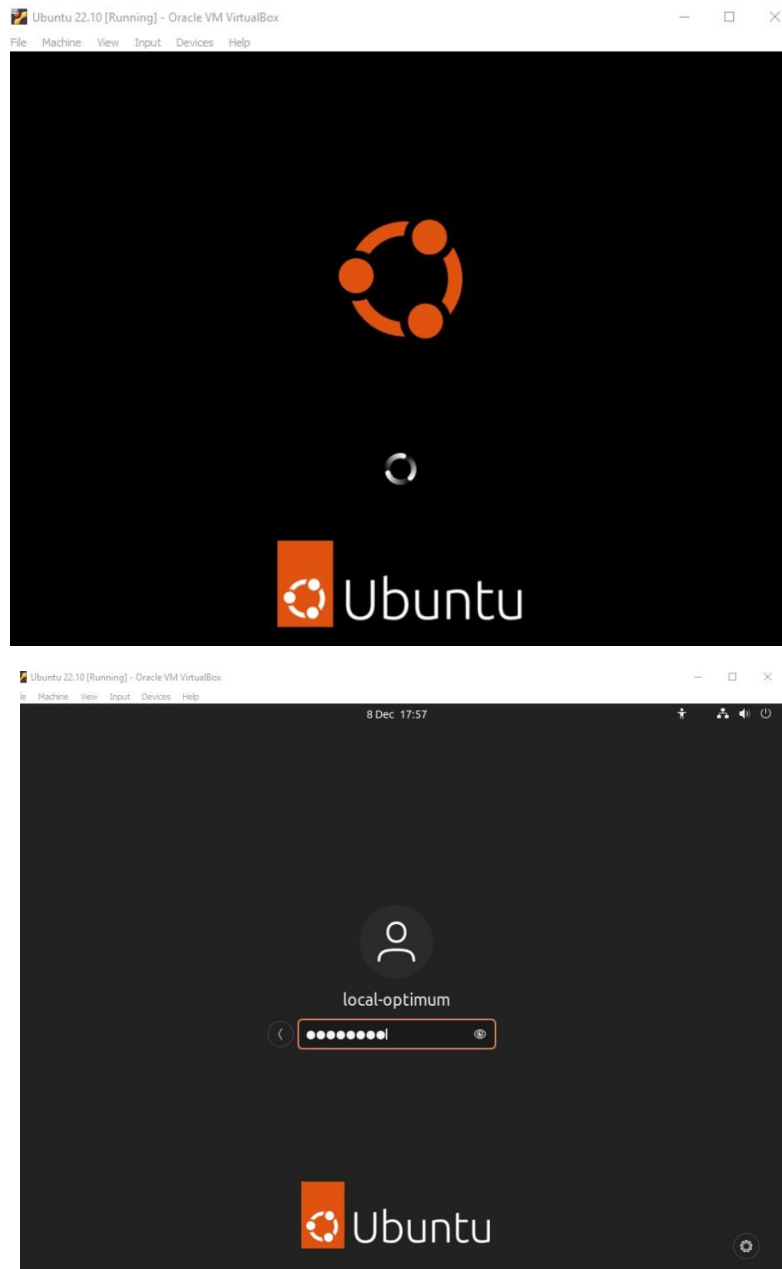 Ubuntu 22.10 [Running] - Oracle VM VirtualBox
File Machine View Input Devices Help
Ubuntu
Ubuntu 22.10 [Running] - Oracle VM VirtualBox
le Machine View Input Devices Help
8 Dec 17:57
local-optimum
Ubuntu